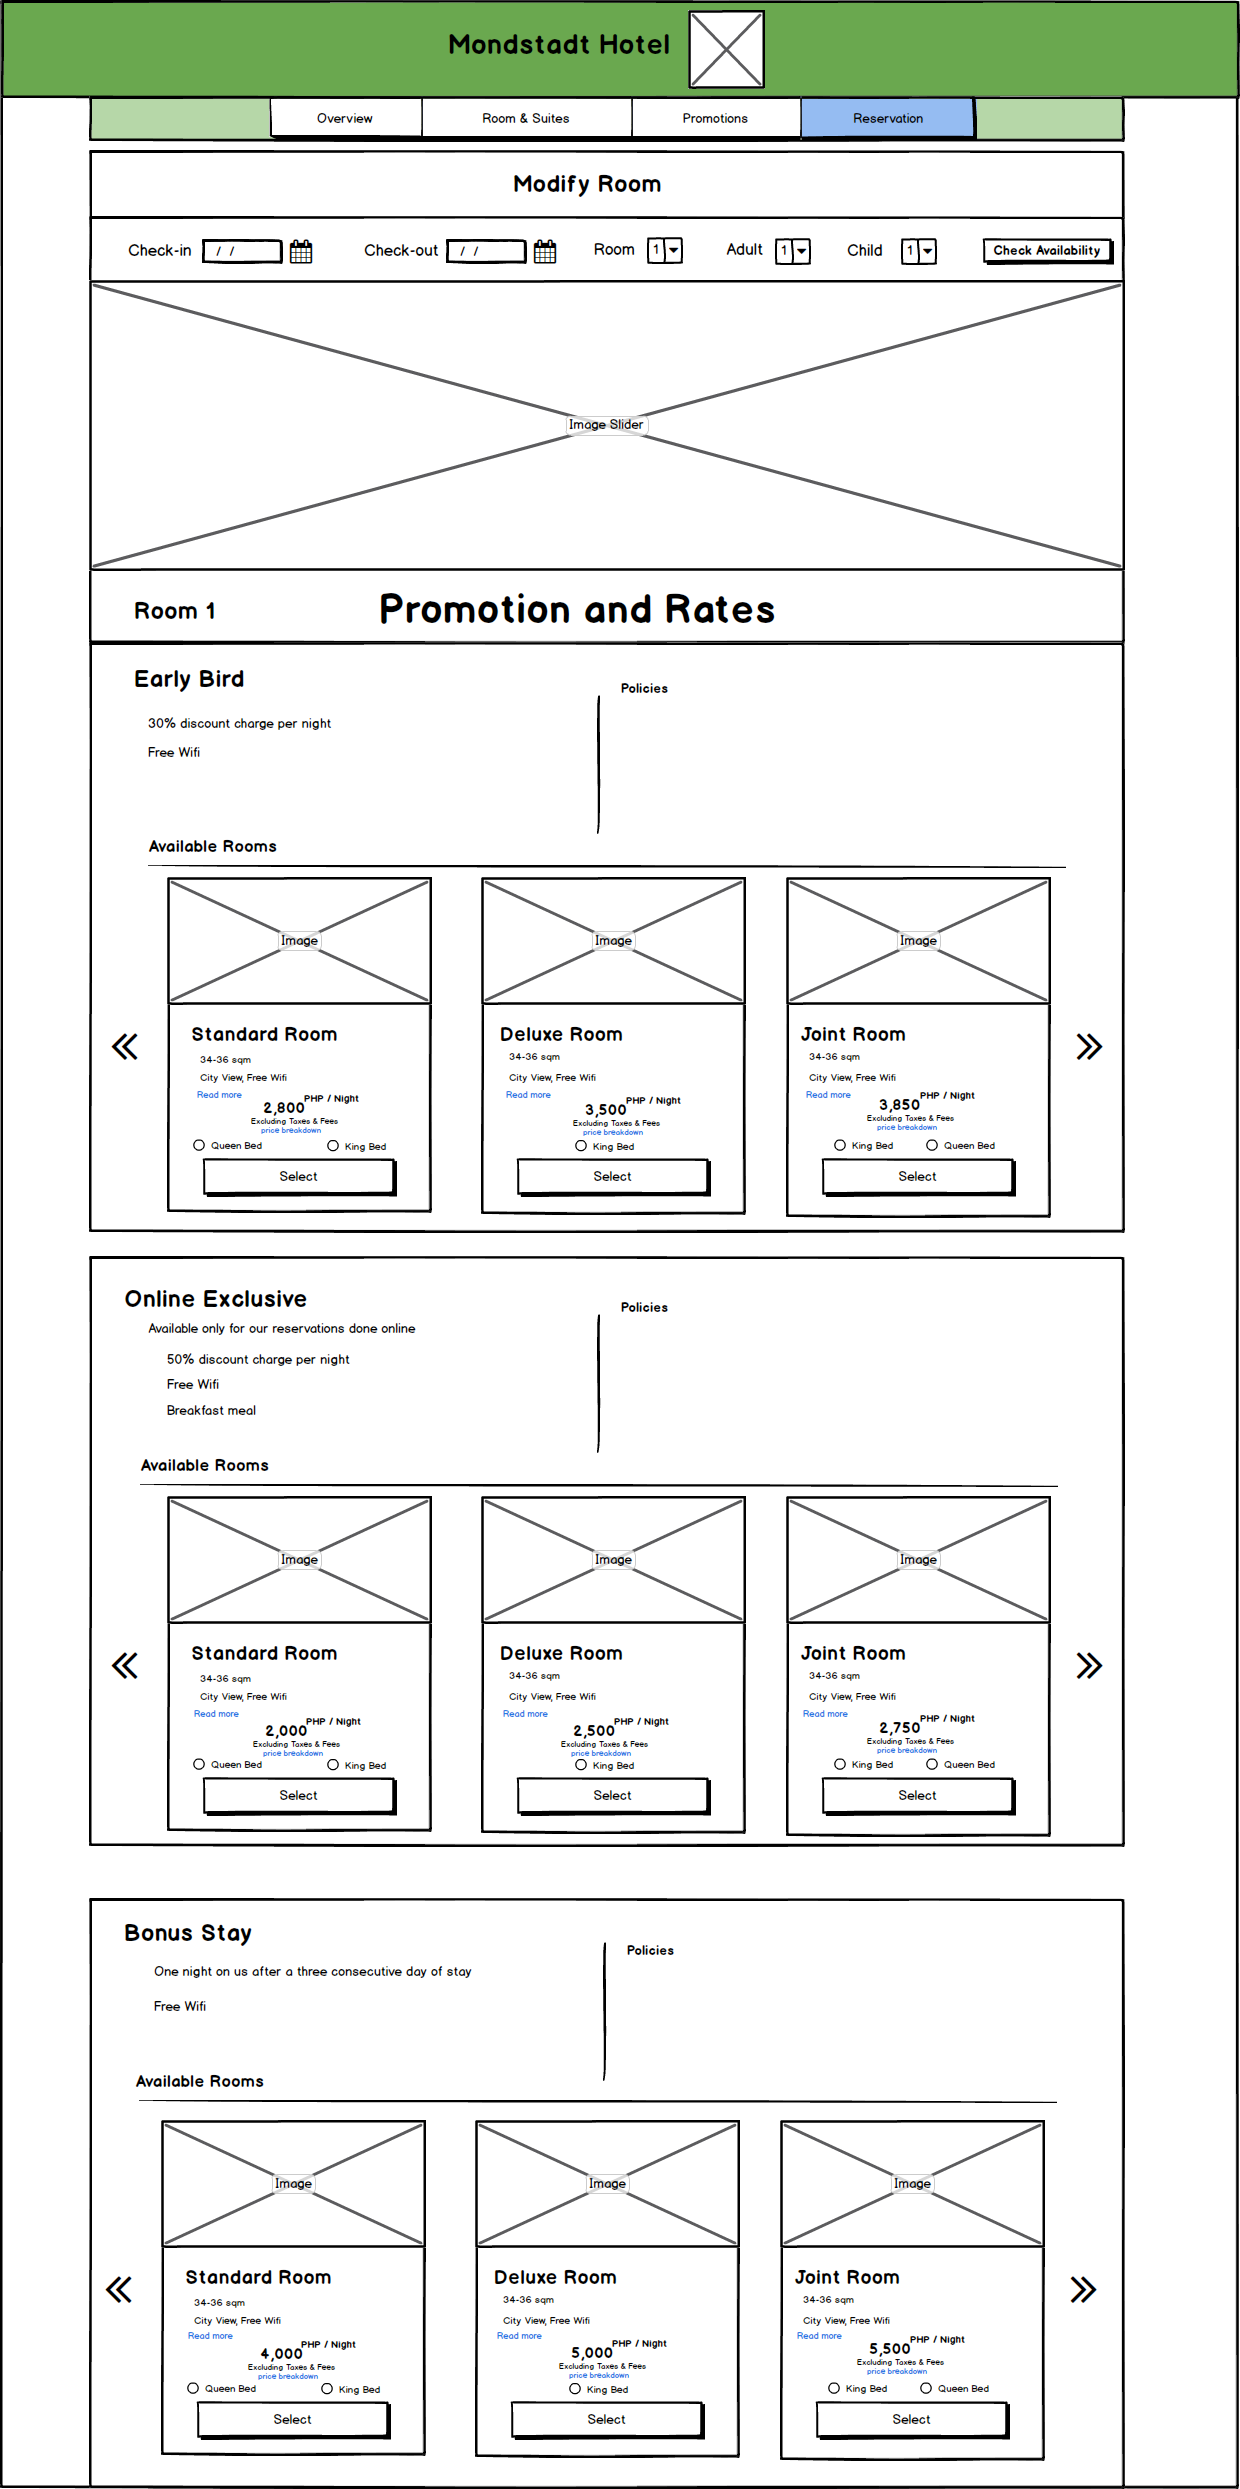 Mondstadt Hotel
Overview Room & Suites Promotions Reservation
Modify Room
Check-in / / Check-out / / Room 1 Adult 1 Child 1 Check Availability
Image Slider
Room 1 Promotion and Rates
Early Bird
Policies
30% discount charge per night
Free Wifi
Available Rooms
Image Image Image
Standard Room Deluxe Room Joint Room
34-36 sqm 34-36 sqm 34-36 sqm
City View, Free Wifi City View, Free Wifi City View, Free Wifi
Read more Read more Read more
2,800 PHP / Night 3,500 PHP / Night 3,850 PHP / Night
Excluding Taxes & Fees Excluding Taxes & Fees Excluding Taxes & Fees
price breakdown price breakdown price breakdown
Queen Bed King Bed King Bed King Bed Queen Bed
Select Select Select
Online Exclusive
Policies
Available only for our reservations done online
50% discount charge per night
Free Wifi
Breakfast meal
Available Rooms
Image Image Image
Standard Room Deluxe Room Joint Room
34-36 sqm 34-36 sqm 34-36 sqm
City View, Free Wifi City View, Free Wifi City View, Free Wifi
Read more Read more Read more
2,000 PHP / Night 2,500 PHP / Night 2,750 PHP / Night
Excluding Taxes & Fees Excluding Taxes & Fees Excluding Taxes & Fees
price breakdown price breakdown price breakdown
Queen Bed King Bed King Bed King Bed Queen Bed
Select Select Select
Bonus Stay
Policies
One night on us after a three consecutive day of stay
Free Wifi
Available Rooms
Image Image Image
Standard Room Deluxe Room Joint Room
34-36 sqm 34-36 sqm 34-36 sqm
City View, Free Wifi City View, Free Wifi City View, Free Wifi
Read more Read more Read more
4,000 PHP / Night 5,000 PHP / Night 5,500 PHP / Night
Excluding Taxes & Fees Excluding Taxes & Fees Excluding Taxes & Fees
price breakdown price breakdown price breakdown
Queen Bed King Bed King Bed King Bed Queen Bed
Select Select Select